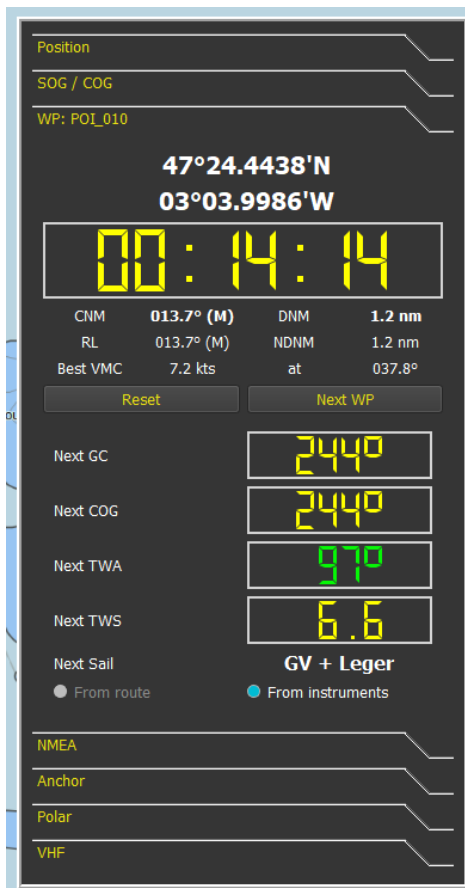 Position
SOG / COG
WP: POI_010
47°24.4438'N
03°03.9986'W
00:14:14
CNM 013.7° (M) DNM 1.2 nm
RL 013.7° (M) NDNM 1.2 nm
Best VMC 7.2 kts at 037.8°
Reset Next WP
Next GC 244°
Next COG 244°
Next TWA 97°
Next TWS 6.6
Next Sail GV + Leger
From route From instruments
NMEA
Anchor
Polar
VHF